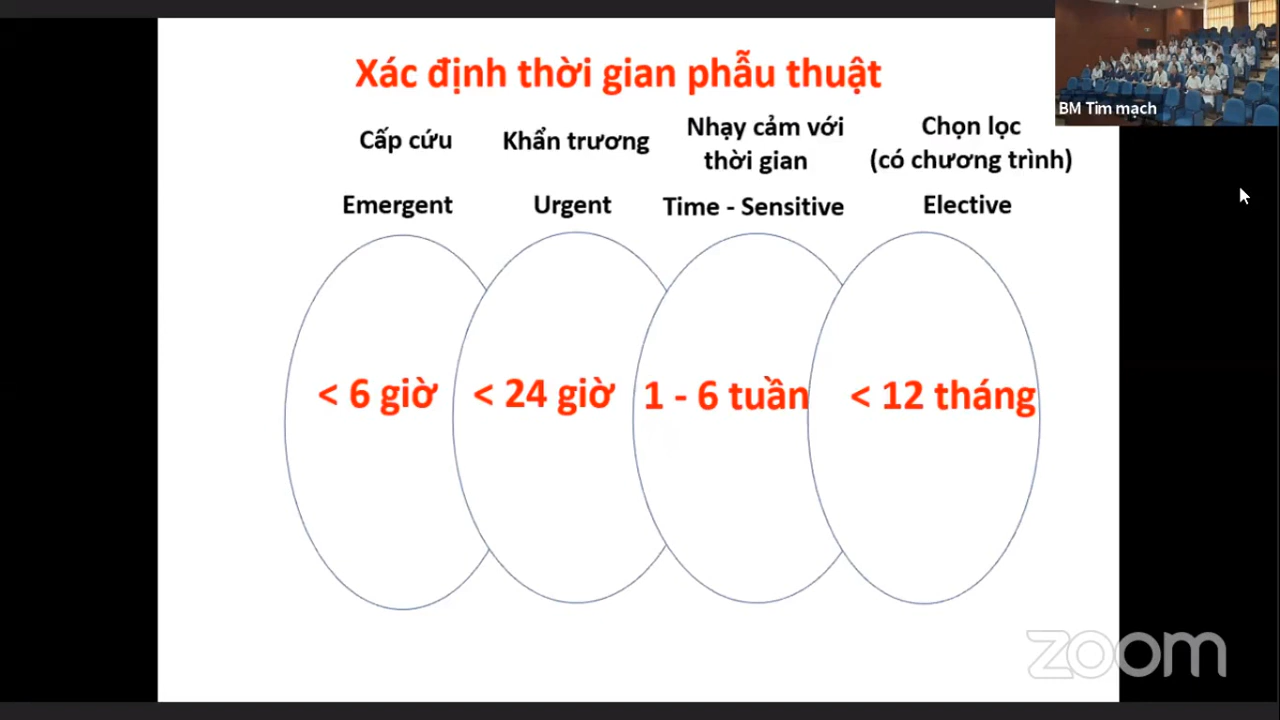 Xác định thời gian phẫu thuật
BM Tim mạch
Cấp cứu
Khẩn trương
Nhạy cảm với
thời gian
Chọn lọc
(có chương trình)
Emergent
Urgent
Time - Sensitive
Elective
< 6 giờ
< 24 giờ
1 - 6 tuần
< 12 tháng
zoom